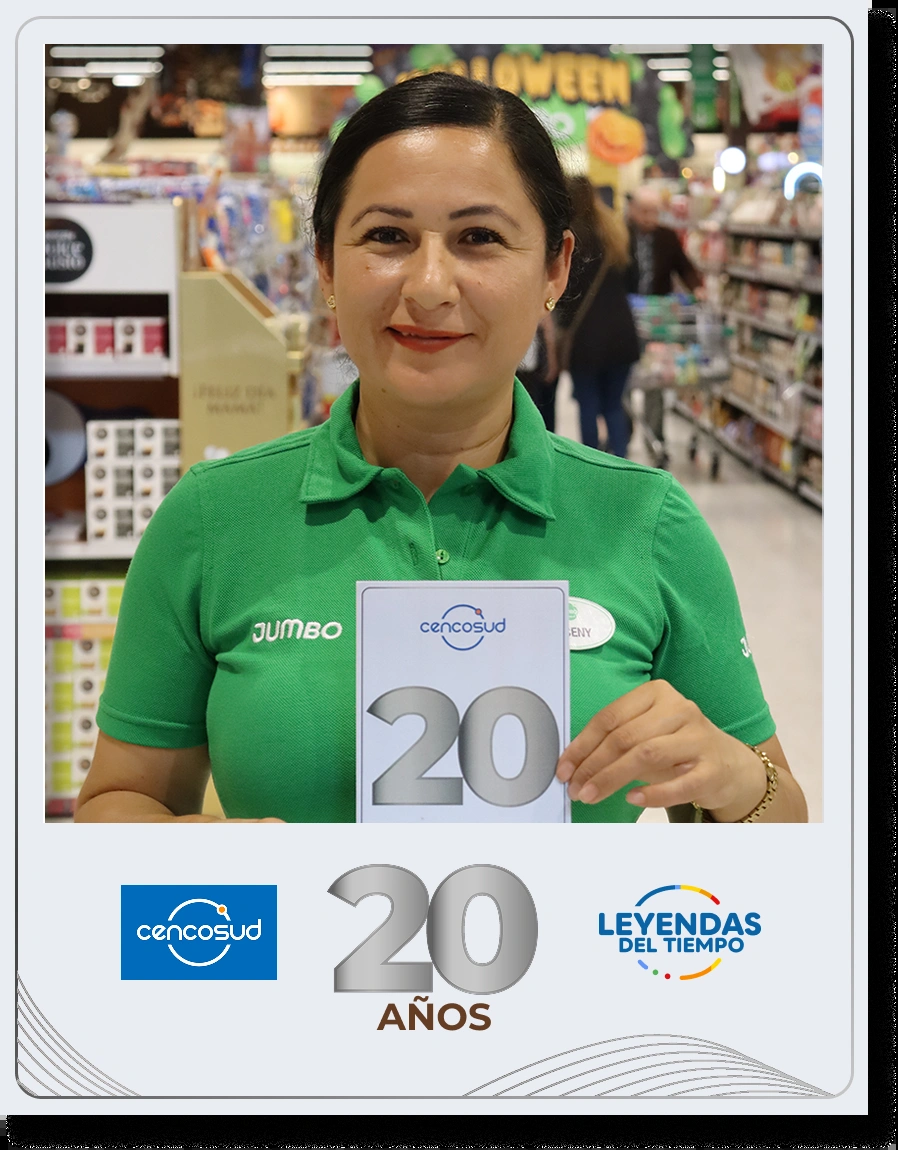 HALLOWEEN
¡FELIZ DÍA
MAMÁ!
JUMBO
cencosud
20
cencosud
20
AÑOS
LEYENDAS
DEL TIEMPO